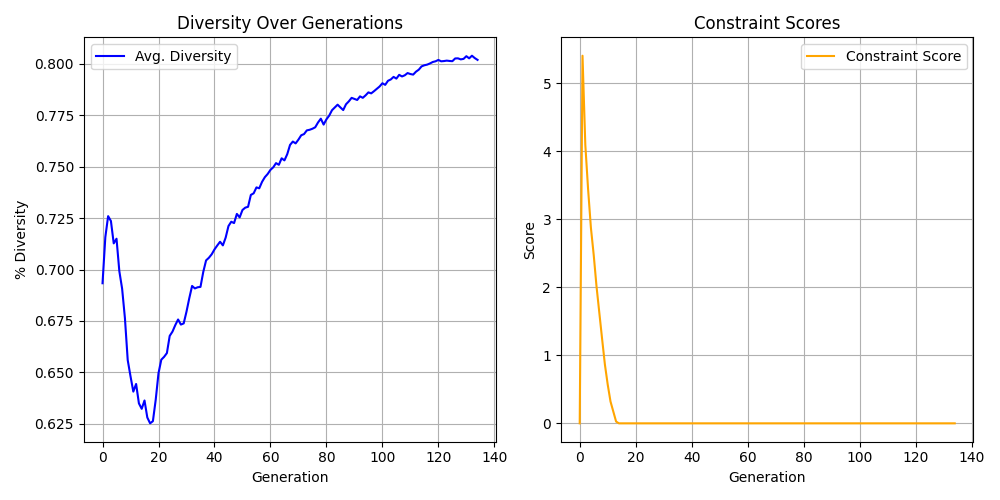 Diversity Over Generations
Avg. Diversity
% Diversity
0.800
0.775
0.750
0.725
0.700
0.675
0.650
0.625
0 20 40 60 80 100 120 140
Generation
Constraint Scores
Constraint Score
Score
5
4
3
2
1
0
0 20 40 60 80 100 120 140
Generation